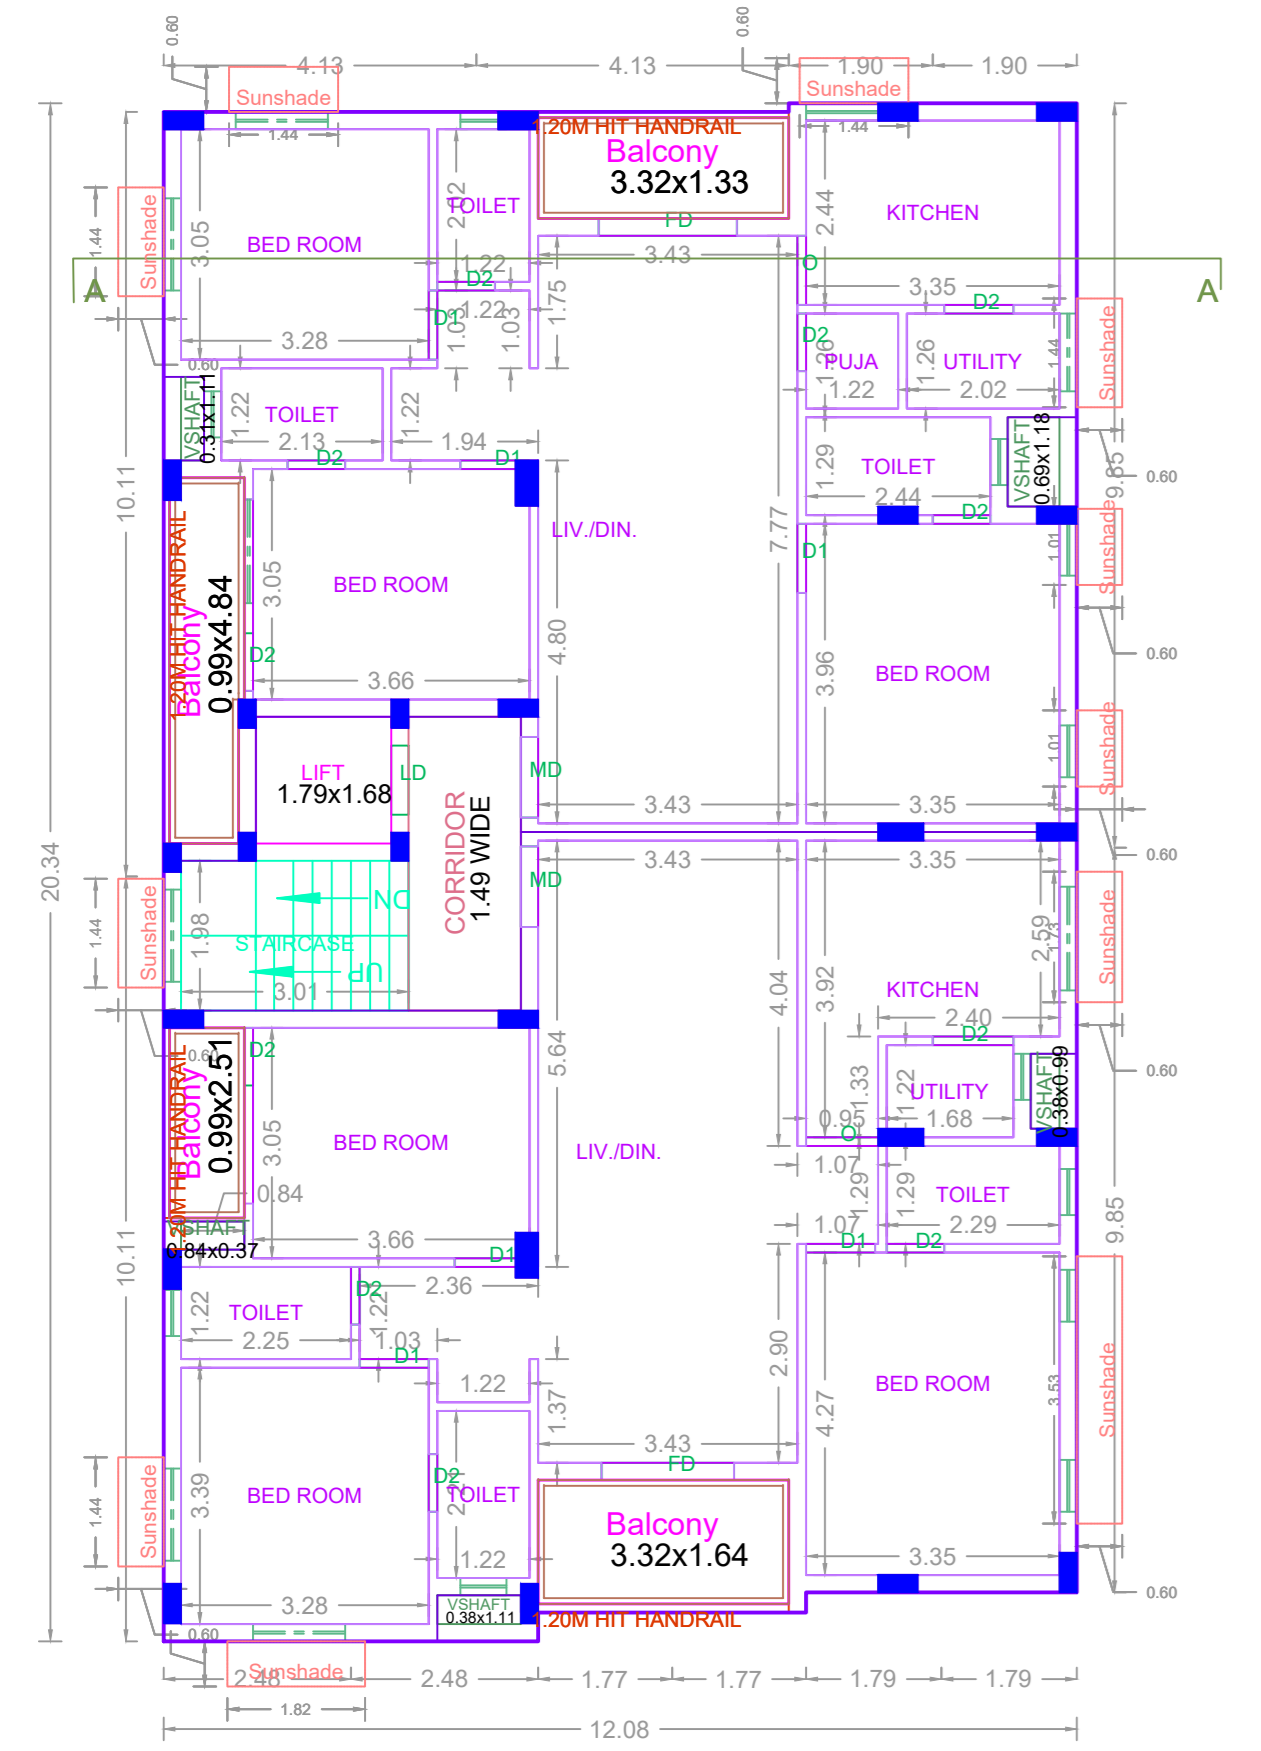 0.60
0.60
4.13
4.13
1.90
1.90
Sunshade
Sunshade
1.44
1.20M HIT HANDRAIL
1.44
Balcony
3.32x1.33
TOILET
KITCHEN
2.44
1.44
Sunshade
3.05
BED ROOM
FD
3.43
1.22
O
A
A
D2
3.35
D2
1.75
1.22
D1
1.03
1.03
D2
3.28
1.26
PUJA
1.26
UTILITY
1.44
Sunshade
0.60
1.22
2.02
VSHAFT
0.31x1.11
1.22
TOILET
1.22
2.13
1.94
D2
D1
1.29
TOILET
2.44
VSHAFT
0.69x1.18
9.85
0.60
D2
10.11
1.20M HIT HANDRAIL
Balcony
0.99x4.84
LIV./DIN.
7.77
D1
1.01
Sunshade
3.05
BED ROOM
4.80
D2
3.66
3.96
BED ROOM
0.60
1.01
Sunshade
LIFT
1.79x1.68
LD
MD
3.43
3.35
CORRIDOR
1.49 WIDE
20.34
3.43
3.35
0.60
MD
1.44
Sunshade
1.98
DN
STAIRCASE
UP
3.01
4.04
3.92
2.59
1.73
Sunshade
KITCHEN
2.40
D2
0.60
D2
1.20M HIT HANDRAIL
Balcony
0.99x2.51
5.64
1.33
1.22
UTILITY
0.95
1.68
VSHAFT
0.38x0.99
0.60
3.05
BED ROOM
O
LIV./DIN.
1.07
0.84
1.29
1.29
TOILET
VSHAFT
0.84x0.37
1.07
2.29
9.85
3.66
D1
D1
D2
10.11
D2
2.36
1.22
TOILET
1.22
2.25
1.03
D1
1.22
1.37
2.90
4.27
BED ROOM
3.53
Sunshade
3.43
FD
1.44
Sunshade
3.39
BED ROOM
D2
TOILET
Balcony
3.32x1.64
1.22
3.35
3.28
VSHAFT
0.38x1.11
1.20M HIT HANDRAIL
0.60
0.60
Sunshade
2.48
2.48
1.77
1.77
1.79
1.79
1.82
12.08